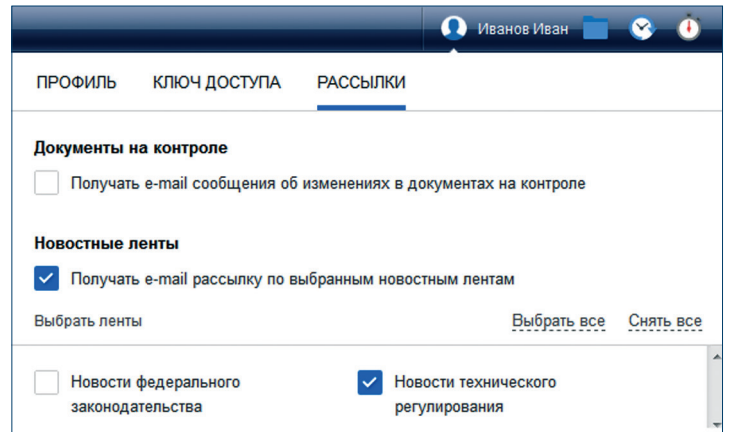 Иванов Иван
ПРОФИЛЬ КЛЮЧ ДОСТУПА РАССЫЛКИ
Документы на контроле
Получать e-mail сообщения об изменениях в документах на контроле
Новостные ленты
Получать e-mail рассылку по выбранным новостным лентам
Выбрать ленты Выбрать все Снять все
Новости федерального
законодательства
Новости технического
регулирования